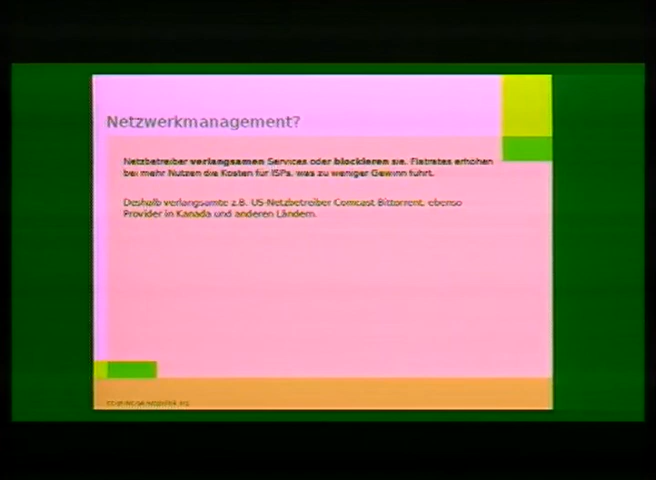 Netzwerkmanagement?
Netzbetreiber verlangsamen Services oder blockieren sie. Flatrates erhöhen
bei mehr Nutzen die Kosten für ISPs, was zu weniger Gewinn führt.
Deshalb verlangsamte z.B. US-Netzbetreiber Comcast Bittorrent, ebenso
Provider in Kanada und anderen Ländern.